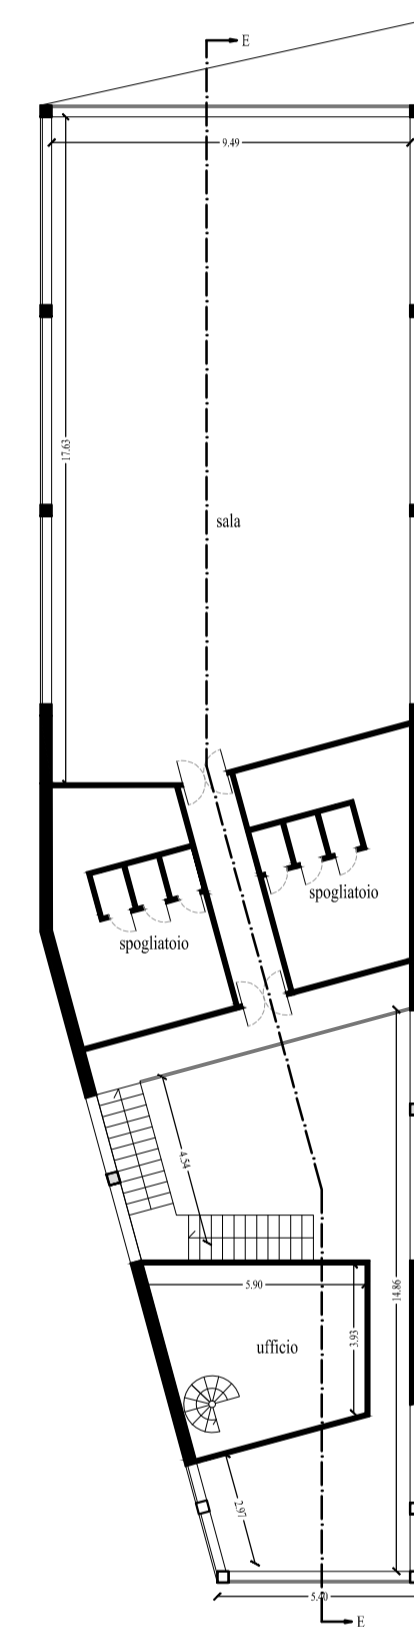 E
9.49
17.63
sala
spogliatoio
spogliatoio
4.54
14.86
5.90
3.93
ufficio
2.97
5.40
E